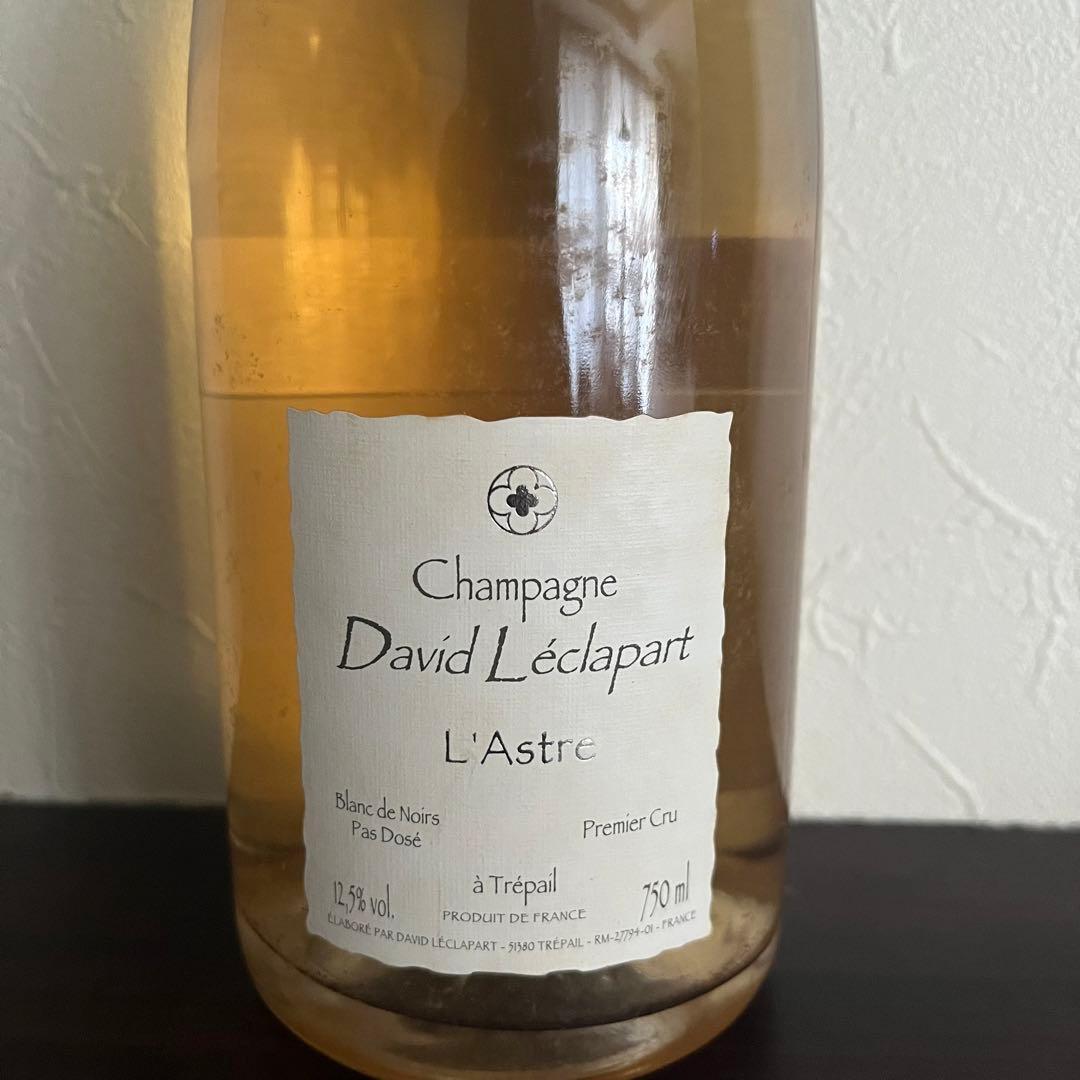 Champagne
David Léclapart
L'Astre
Blanc de Noirs
Pas Dosé
Premier Cru
12,5% vol.
à Trépail
750 ml
PRODUIT DE FRANCE
ÉLABORÉ PAR DAVID LÉCLAPART - 51380 TRÉPAIL - RM-27794-01 - FRANCE